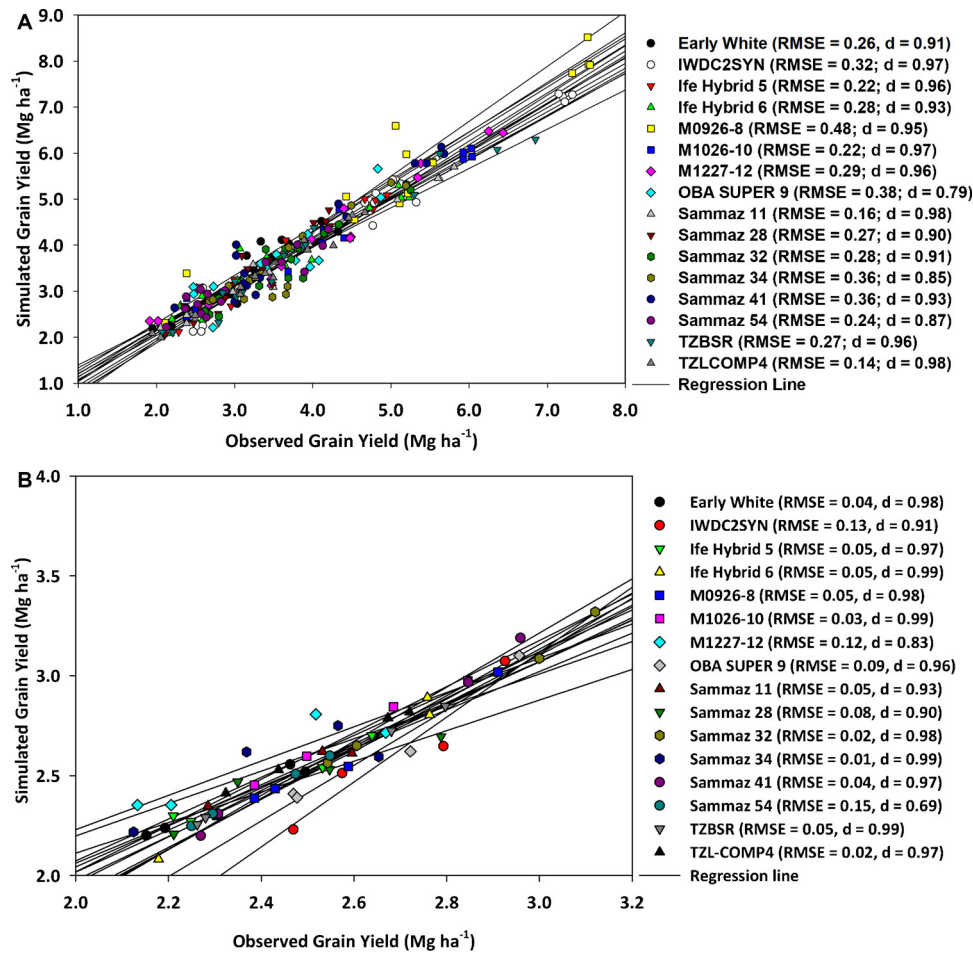 A
9.0
8.0
7.0
6.0
5.0
4.0
3.0
2.0
1.0
Simulated Grain Yield (Mg ha-1)
1.0 2.0 3.0 4.0 5.0 6.0 7.0 8.0
Observed Grain Yield (Mg ha-1)
Early White (RMSE = 0.26, d = 0.91)
IWDC2SYN (RMSE = 0.32; d = 0.97)
Ife Hybrid 5 (RMSE = 0.22; d = 0.96)
Ife Hybrid 6 (RMSE = 0.28; d = 0.93)
M0926-8 (RMSE = 0.48; d = 0.95)
M1026-10 (RMSE = 0.22; d = 0.97)
M1227-12 (RMSE = 0.29; d = 0.96)
OBA SUPER 9 (RMSE = 0.38; d = 0.79)
Sammaz 11 (RMSE = 0.16; d = 0.98)
Sammaz 28 (RMSE = 0.27; d = 0.90)
Sammaz 32 (RMSE = 0.28; d = 0.91)
Sammaz 34 (RMSE = 0.36; d = 0.85)
Sammaz 41 (RMSE = 0.36; d = 0.93)
Sammaz 54 (RMSE = 0.24; d = 0.87)
TZBSR (RMSE = 0.27; d = 0.96)
TZLCOMP4 (RMSE = 0.14; d = 0.98)
Regression Line
B
4.0
3.5
3.0
2.5
2.0
Simulated Grain Yield (Mg ha-1)
2.0 2.2 2.4 2.6 2.8 3.0 3.2
Observed Grain Yield (Mg ha-1)
Early White (RMSE = 0.04, d = 0.98)
IWDC2SYN (RMSE = 0.13, d = 0.91)
Ife Hybrid 5 (RMSE = 0.05, d = 0.97)
Ife Hybrid 6 (RMSE = 0.05, d = 0.99)
M0926-8 (RMSE = 0.05, d = 0.98)
M1026-10 (RMSE = 0.03, d = 0.99)
M1227-12 (RMSE = 0.12, d = 0.83)
OBA SUPER 9 (RMSE = 0.09, d = 0.96)
Sammaz 11 (RMSE = 0.05, d = 0.93)
Sammaz 28 (RMSE = 0.08, d = 0.90)
Sammaz 32 (RMSE = 0.02, d = 0.98)
Sammaz 34 (RMSE = 0.01, d = 0.99)
Sammaz 41 (RMSE = 0.04, d = 0.97)
Sammaz 54 (RMSE = 0.15, d = 0.69)
TZBSR (RMSE = 0.05, d = 0.99)
TZL-COMP4 (RMSE = 0.02, d = 0.97)
Regression line